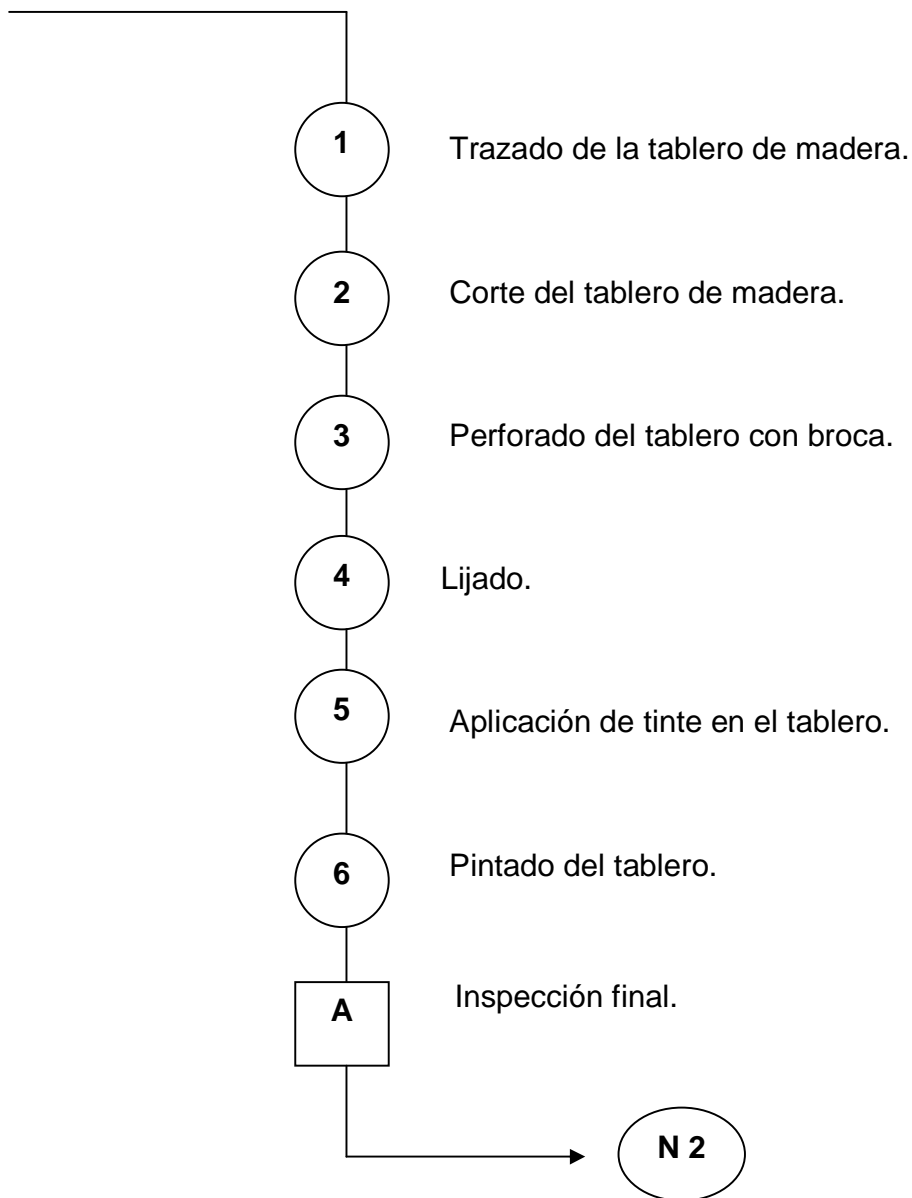 1 Trazado de la tablero de madera.
2 Corte del tablero de madera.
3 Perforado del tablero con broca.
4 Lijado.
5 Aplicación de tinte en el tablero.
6 Pintado del tablero.
A Inspección final.
N 2